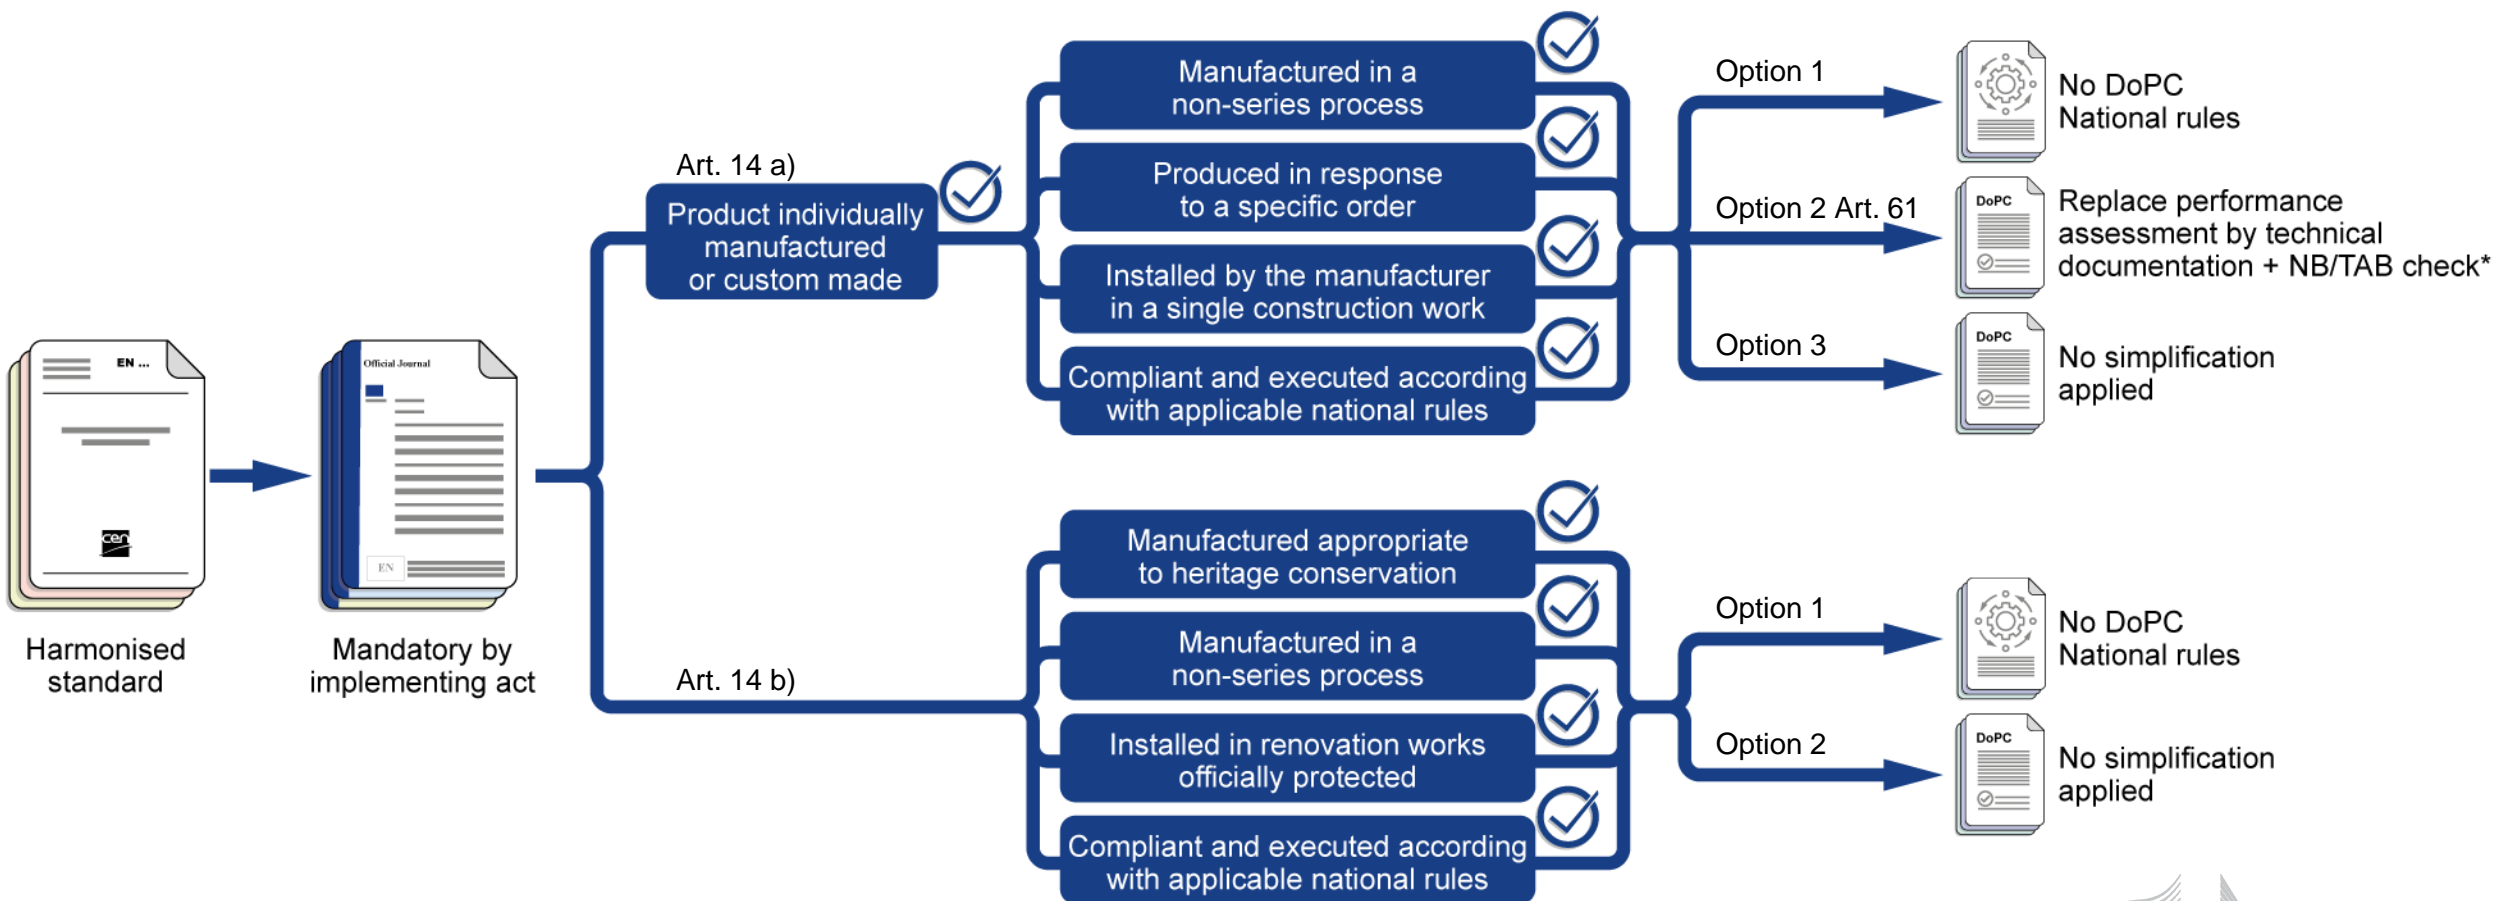 EN ...
cen
Harmonised
standard
Official Journal
EN
Mandatory by
implementing act
Art. 14 a)
Product individually
manufactured
or custom made
Manufactured in a
non-series process
Produced in response
to a specific order
Installed by the manufacturer
in a single construction work
Compliant and executed according
with applicable national rules
Option 1
No DoPC
National rules
Option 2 Art. 61
DoPC
Replace performance
assessment by technical
documentation + NB/TAB check*
Option 3
DoPC
No simplification
applied
Art. 14 b)
Manufactured appropriate
to heritage conservation
Manufactured in a
non-series process
Installed in renovation works
officially protected
Compliant and executed according
with applicable national rules
Option 1
No DoPC
National rules
Option 2
DoPC
No simplification
applied